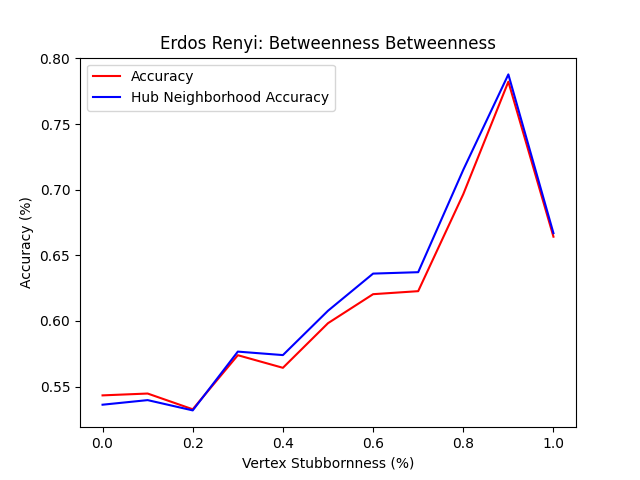 Erdos Renyi: Betweenness Betweenness
Accuracy
Hub Neighborhood Accuracy
Accuracy (%)
0.80
0.75
0.70
0.65
0.60
0.55
0.0 0.2 0.4 0.6 0.8 1.0
Vertex Stubbornness (%)